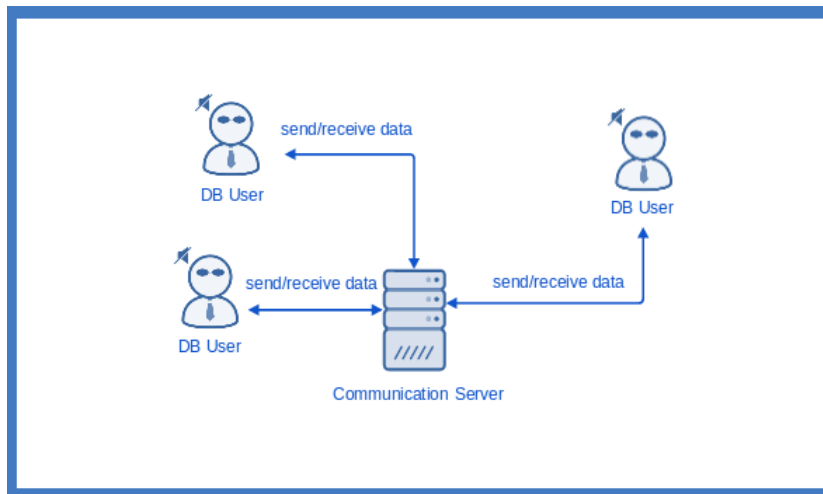 send/receive data
DB User
DB User
send/receive data
send/receive data
DB User
Communication Server